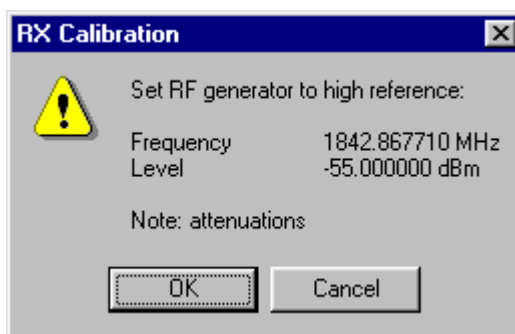 RX Calibration
Set RF generator to high reference:
Frequency 1842.867710 MHz
Level -55.000000 dBm
Note: attenuations
OK Cancel